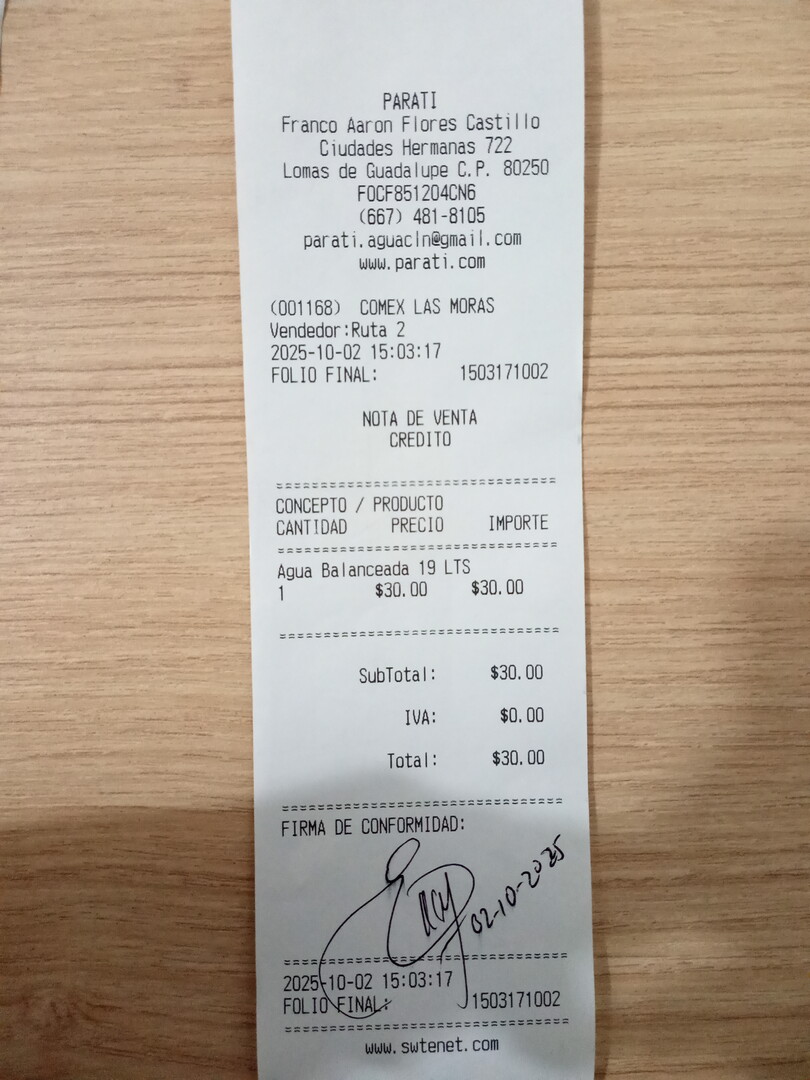 PARATI
Franco Aaron Flores Castillo
Ciudades Hermanas 722
Lomas de Guadalupe C.P. 80250
FOCF851204CN6
(667) 481-8105
parati.aguacln@gmail.com
www.parati.com
(001168) COMEX LAS MORAS
Vendedor:Ruta 2
2025-10-02 15:03:17
FOLIO FINAL: 1503171002
NOTA DE VENTA
CREDITO
CONCEPTO / PRODUCTO
CANTIDAD PRECIO IMPORTE
Agua Balanceada 19 LTS
1 $30.00 $30.00
SubTotal: $30.00
IVA: $0.00
Total: $30.00
FIRMA DE CONFORMIDAD:
02-10-2025
2025-10-02 15:03:17
FOLIO FINAL: 1503171002
www.swtenet.com